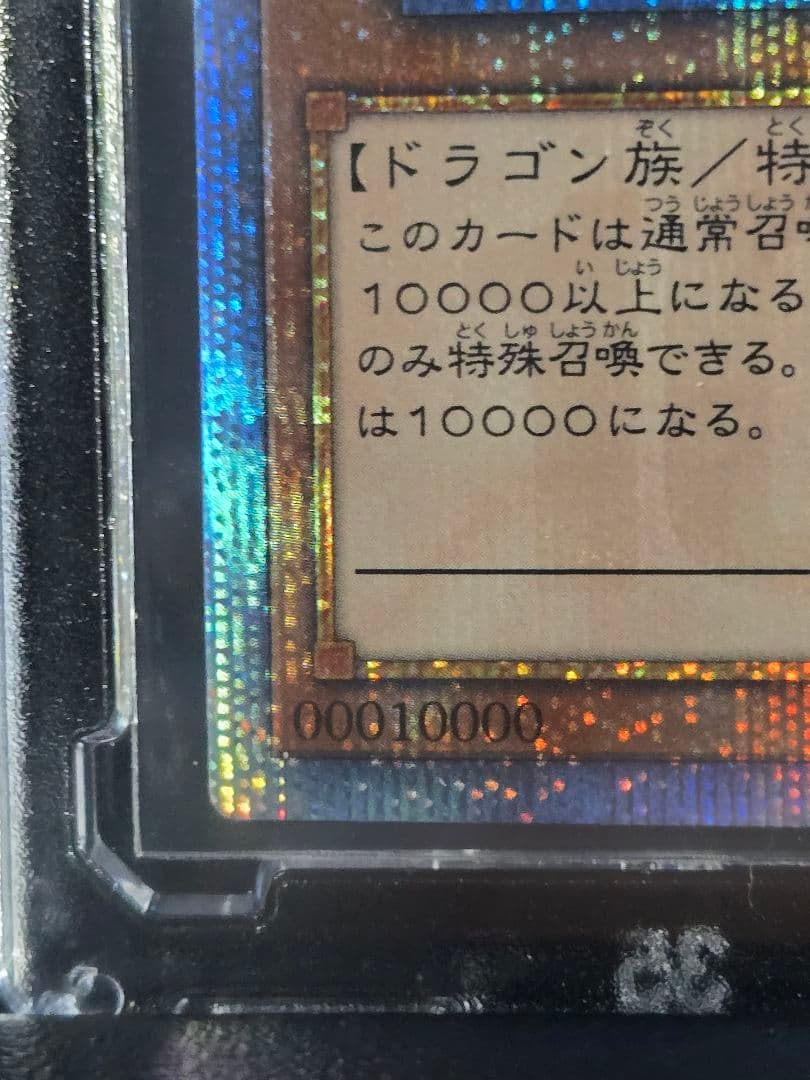 【ドラゴン族／特
このカードは通常召喚
10000以上になる
のみ特殊召喚できる。
は10000になる。
00010000